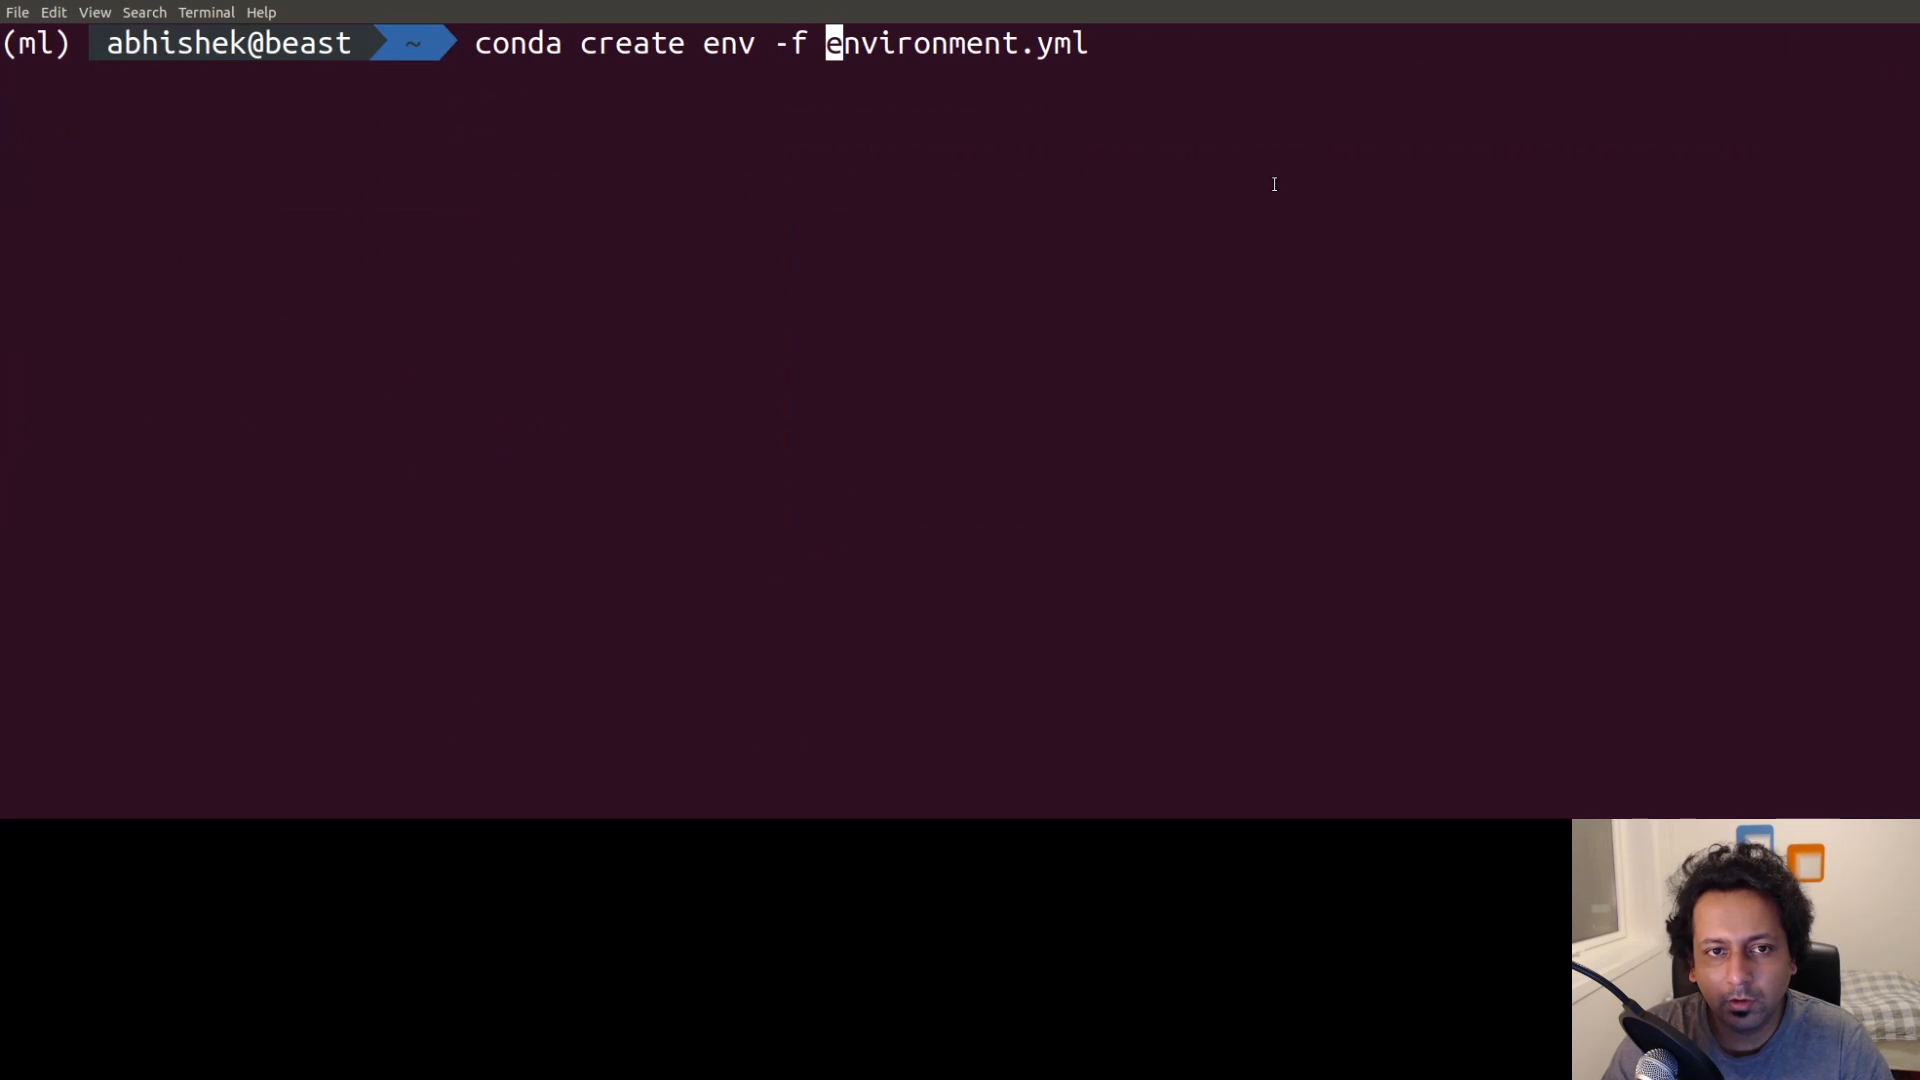 File Edit View Search Terminal Help
(ml) abhishek@beast ~ conda create env -f environment.yml